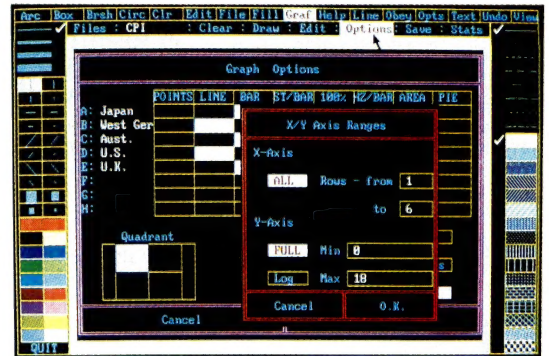 Arc Box Brsh Circ Clr Edit File Fill Graf Help Line Obey Opts Text Undo View
Files : CPI : Clear : Draw : Edit : Options : Save : Stats
Graph Options
POINTS LINE BAR ST/BAR 100% HZ/BAR AREA PIE
A: Japan
B: West Ger
C: Aust.
D: U.S.
E: U.K.
F:
G:
H:
X/Y Axis Ranges
X-Axis
ALL Rows - from 1
to 6
Y-Axis
FULL Min 0
Log Max 18
Cancel O.K.
Quadrant
s
Cancel
QUIT